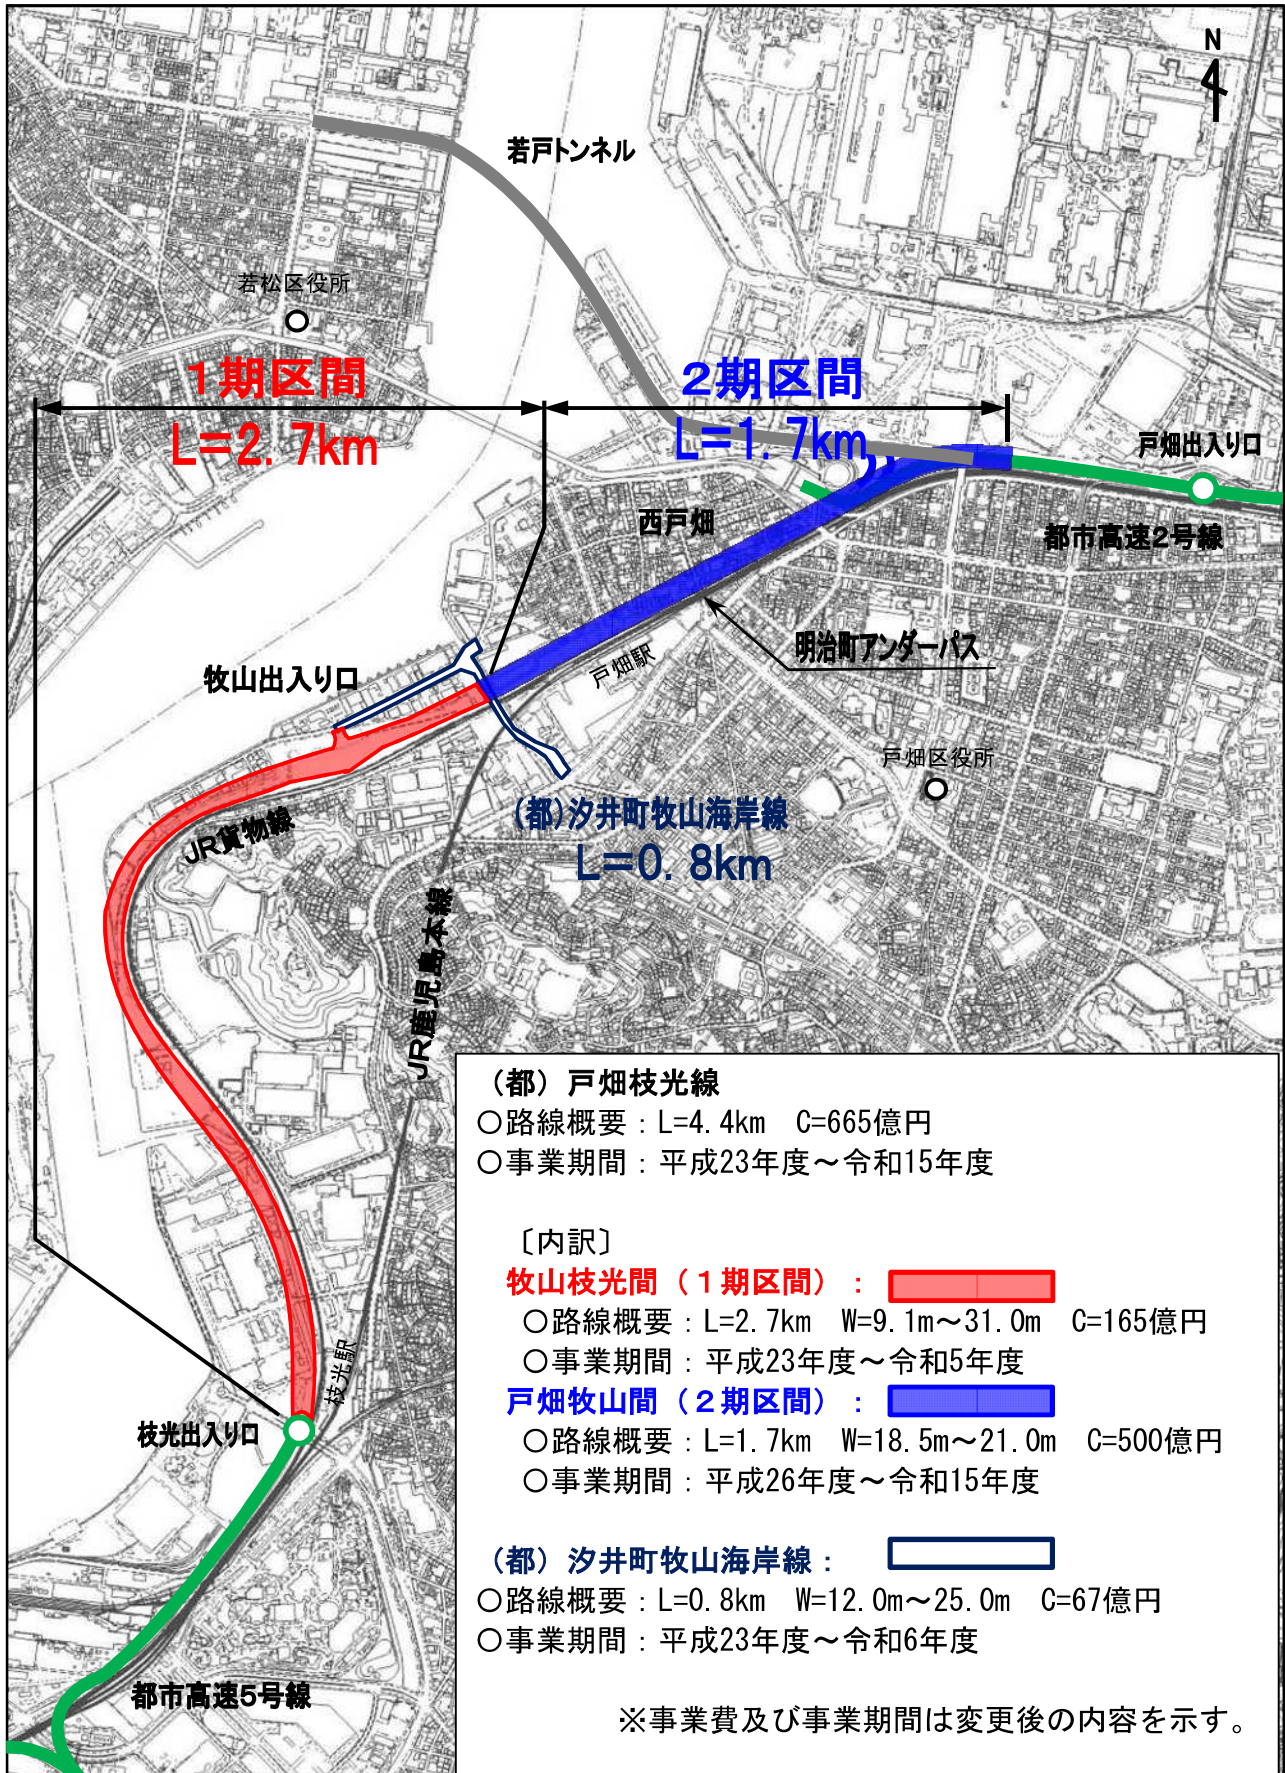 N
若戸トンネル
若松区役所
1期区間
L=2.7km
2期区間
L=1.7km
戸畑出入り口
都市高速2号線
西戸畑
明治町アンダーパス
戸畑駅
牧山出入り口
戸畑区役所
(都)汐井町牧山海岸線
L=0.8km
JR貨物線
JR鹿児島本線
枝光駅
枝光出入り口
都市高速5号線
（都）戸畑枝光線
○路線概要：L=4.4km　C=665億円
○事業期間：平成23年度～令和15年度
〔内訳〕
牧山枝光間（１期区間）：
○路線概要：L=2.7km　W=9.1m～31.0m　C=165億円
○事業期間：平成23年度～令和5年度
戸畑牧山間（２期区間）：
○路線概要：L=1.7km　W=18.5m～21.0m　C=500億円
○事業期間：平成26年度～令和15年度
（都）汐井町牧山海岸線：
○路線概要：L=0.8km　W=12.0m～25.0m　C=67億円
○事業期間：平成23年度～令和6年度
※事業費及び事業期間は変更後の内容を示す。